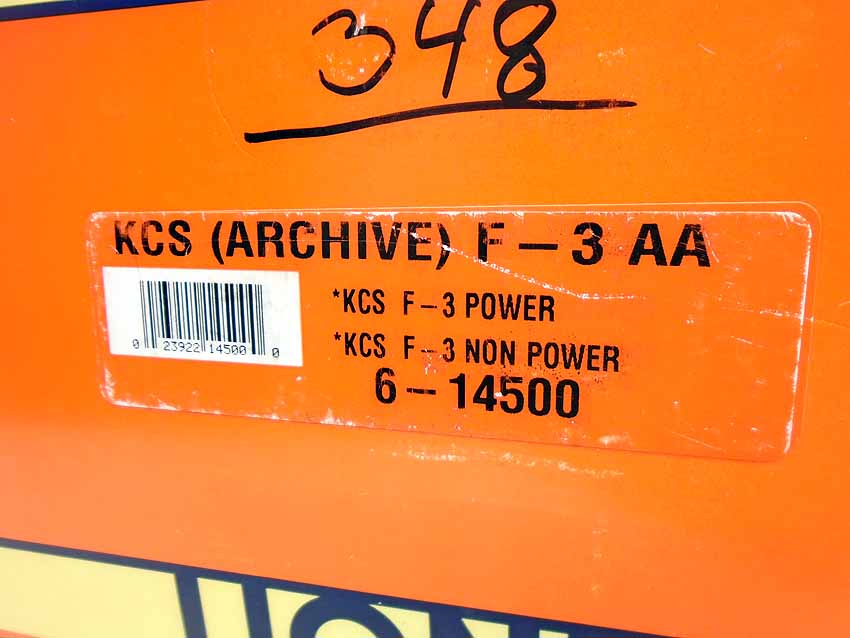 348
KCS (ARCHIVE) F-3 AA
*KCS F-3 POWER
*KCS F-3 NON POWER
6-14500
0 23922 14500 0